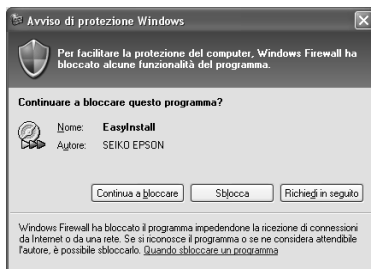 Avviso di protezione Windows
Per facilitare la protezione del computer, Windows Firewall ha
bloccato alcune funzionalità del programma.
Continuare a bloccare questo programma?
Nome: EasyInstall
Autore: SEIKO EPSON
Continua a bloccare Sblocca Richiedi in seguito
Windows Firewall ha bloccato il programma impedendone la ricezione di connessioni
da Internet o da una rete. Se si riconosce il programma o se ne considera attendibile
l'autore, è possibile sbloccarlo. Quando sbloccare un programma